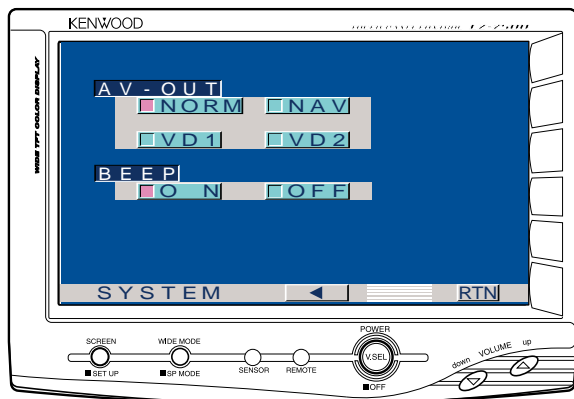 KENWOOD
WIDE TFT COLOR DISPLAY
AV-OUT
NORM NAV
VD1 VD2
BEEP
ON OFF
SYSTEM ◀ RTN
SCREEN WIDE MODE POWER
V.SEL
down VOLUME up
■SET UP ■SP MODE SENSOR REMOTE ■OFF